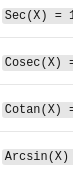 Sec(X) = 1
Cosec(X) =
Cotan(X) =
Arcsin(X)